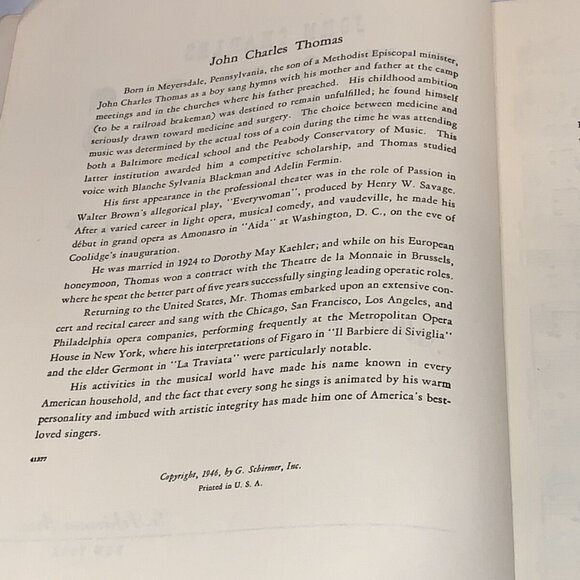 John Charles Thomas
Born in Meyersdale, Pennsylvania, the son of a Methodist Episcopal minister,
John Charles Thomas as a boy sang hymns with his mother and father at the camp
meetings and in the churches where his father preached. His childhood ambition
(to be a railroad brakeman) was destined to remain unfulfilled; he found himself
seriously drawn toward medicine and surgery. The choice between medicine and
music was determined by the actual toss of a coin during the time he was attending
both a Baltimore medical school and the Peabody Conservatory of Music. This
latter institution awarded him a competitive scholarship, and Thomas studied
voice with Blanche Sylvania Blackman and Adelin Fermin.
His first appearance in the professional theater was in the role of Passion in
Walter Brown's allegorical play, "Everywoman", produced by Henry W. Savage.
After a varied career in light opera, musical comedy, and vaudeville, he made his
début in grand opera as Amonasro in "Aida" at Washington, D. C., on the eve of
Coolidge's inauguration.
He was married in 1924 to Dorothy May Kaehler; and while on his European
honeymoon, Thomas won a contract with the Theatre de la Monnaie in Brussels,
where he spent the better part of five years successfully singing leading operatic roles.
Returning to the United States, Mr. Thomas embarked upon an extensive con-
cert and recital career and sang with the Chicago, San Francisco, Los Angeles, and
Philadelphia opera companies, performing frequently at the Metropolitan Opera
House in New York, where his interpretations of Figaro in "Il Barbiere di Siviglia"
and the elder Germont in "La Traviata" were particularly notable.
His activities in the musical world have made his name known in every
American household, and the fact that every song he sings is animated by his warm
personality and imbued with artistic integrity has made him one of America's best-
loved singers.
41277
Copyright, 1946, by G. Schirmer, Inc.
Printed in U. S. A.